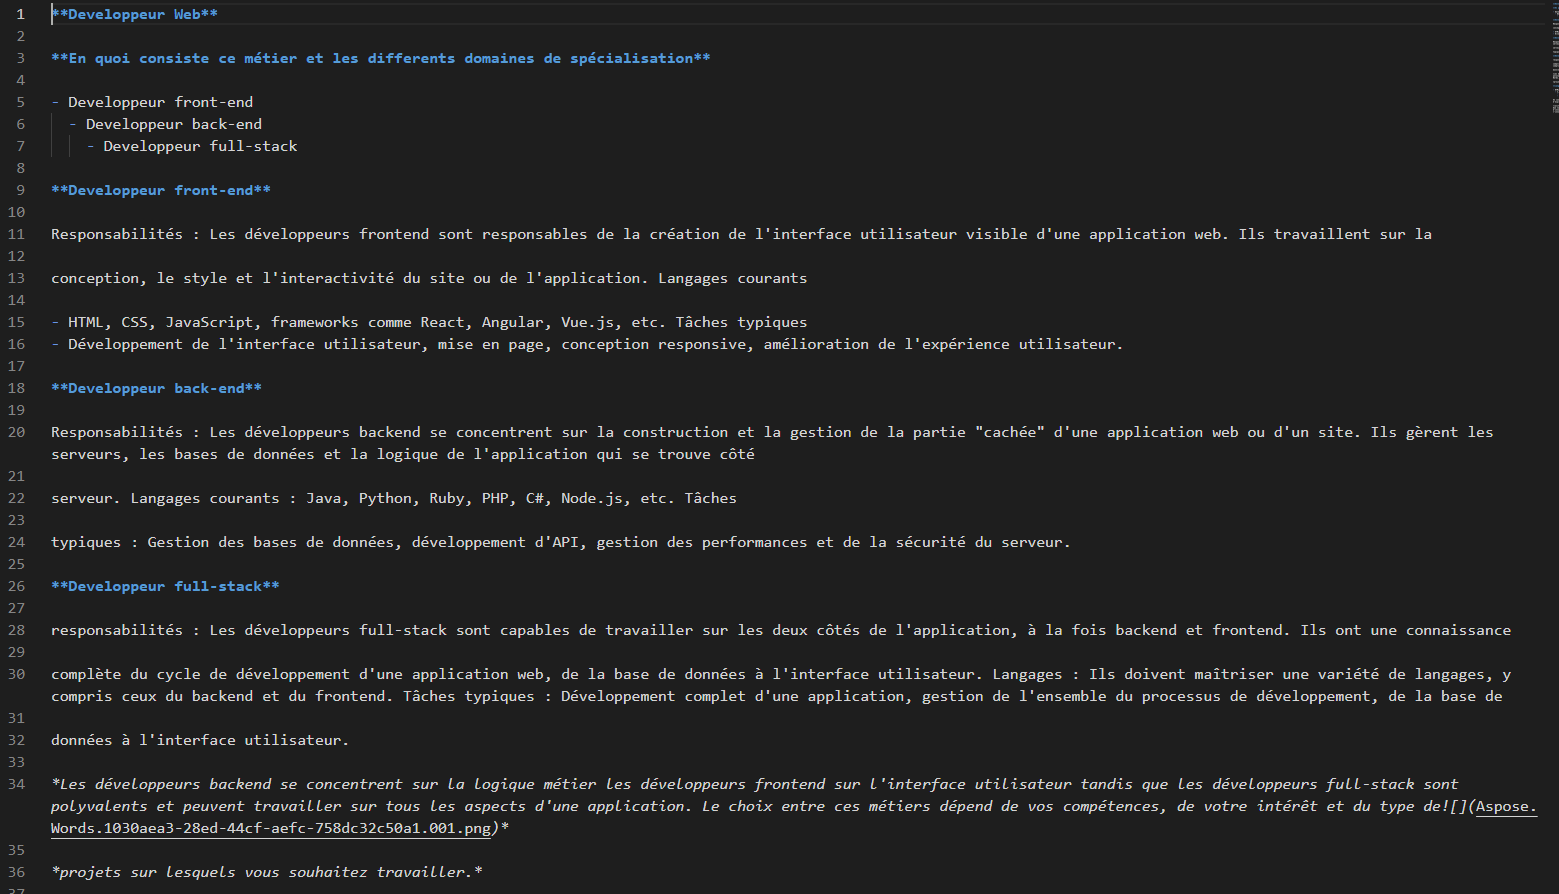 1 **Developpeur Web**
2
3 **En quoi consiste ce métier et les differents domaines de spécialisation**
4
5 - Developpeur front-end
6 - Developpeur back-end
7 - Developpeur full-stack
8
9 **Developpeur front-end**
10
11 Responsabilités : Les développeurs frontend sont responsables de la création de l'interface utilisateur visible d'une application web. Ils travaillent sur la
12
13 conception, le style et l'interactivité du site ou de l'application. Langages courants
14
15 - HTML, CSS, JavaScript, frameworks comme React, Angular, Vue.js, etc. Tâches typiques
16 - Développement de l'interface utilisateur, mise en page, conception responsive, amélioration de l'expérience utilisateur.
17
18 **Developpeur back-end**
19
20 Responsabilités : Les développeurs backend se concentrent sur la construction et la gestion de la partie "cachée" d'une application web ou d'un site. Ils gèrent les
serveurs, les bases de données et la logique de l'application qui se trouve côté
21
22 serveur. Langages courants : Java, Python, Ruby, PHP, C#, Node.js, etc. Tâches
23
24 typiques : Gestion des bases de données, développement d'API, gestion des performances et de la sécurité du serveur.
25
26 **Developpeur full-stack**
27
28 responsabilités : Les développeurs full-stack sont capables de travailler sur les deux côtés de l'application, à la fois backend et frontend. Ils ont une connaissance
29
30 complète du cycle de développement d'une application web, de la base de données à l'interface utilisateur. Langages : Ils doivent maîtriser une variété de langages, y
compris ceux du backend et du frontend. Tâches typiques : Développement complet d'une application, gestion de l'ensemble du processus de développement, de la base de
31
32 données à l'interface utilisateur.
33
34 *Les développeurs backend se concentrent sur la logique métier les développeurs frontend sur l'interface utilisateur tandis que les développeurs full-stack sont
polyvalents et peuvent travailler sur tous les aspects d'une application. Le choix entre ces métiers dépend de vos compétences, de votre intérêt et du type de![](Aspose.
Words.1030aea3-28ed-44cf-aefc-758dc32c50a1.001.png)*
35
36 *projets sur lesquels vous souhaitez travailler.*
37